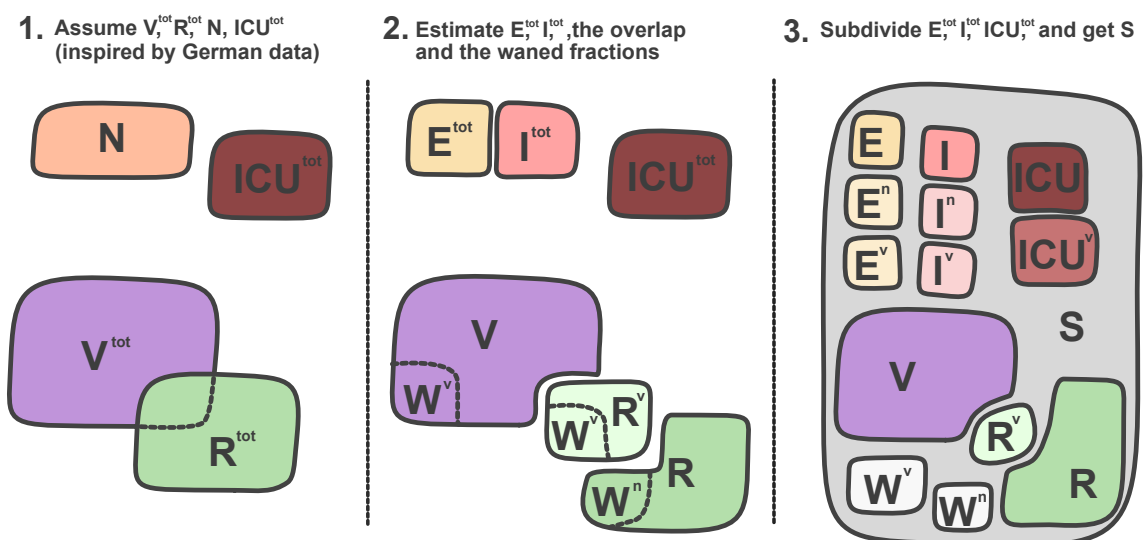 1. Assume V,ᵗᵒᵗ R,ᵗᵒᵗ N, ICUᵗᵒᵗ
(inspired by German data)
N
ICUᵗᵒᵗ
Vᵗᵒᵗ
Rᵗᵒᵗ
2. Estimate E,ᵗᵒᵗ I,ᵗᵒᵗ ,the overlap
and the waned fractions
Eᵗᵒᵗ
Iᵗᵒᵗ
ICUᵗᵒᵗ
V
Wᵛ
Rᵛ
Wᵛ
R
Wⁿ
3. Subdivide E,ᵗᵒᵗ I,ᵗᵒᵗ ICU,ᵗᵒᵗ and get S
E
I
ICU
Eⁿ
Iⁿ
Eᵛ
Iᵛ
ICUᵛ
S
V
Rᵛ
R
Wᵛ
Wⁿ